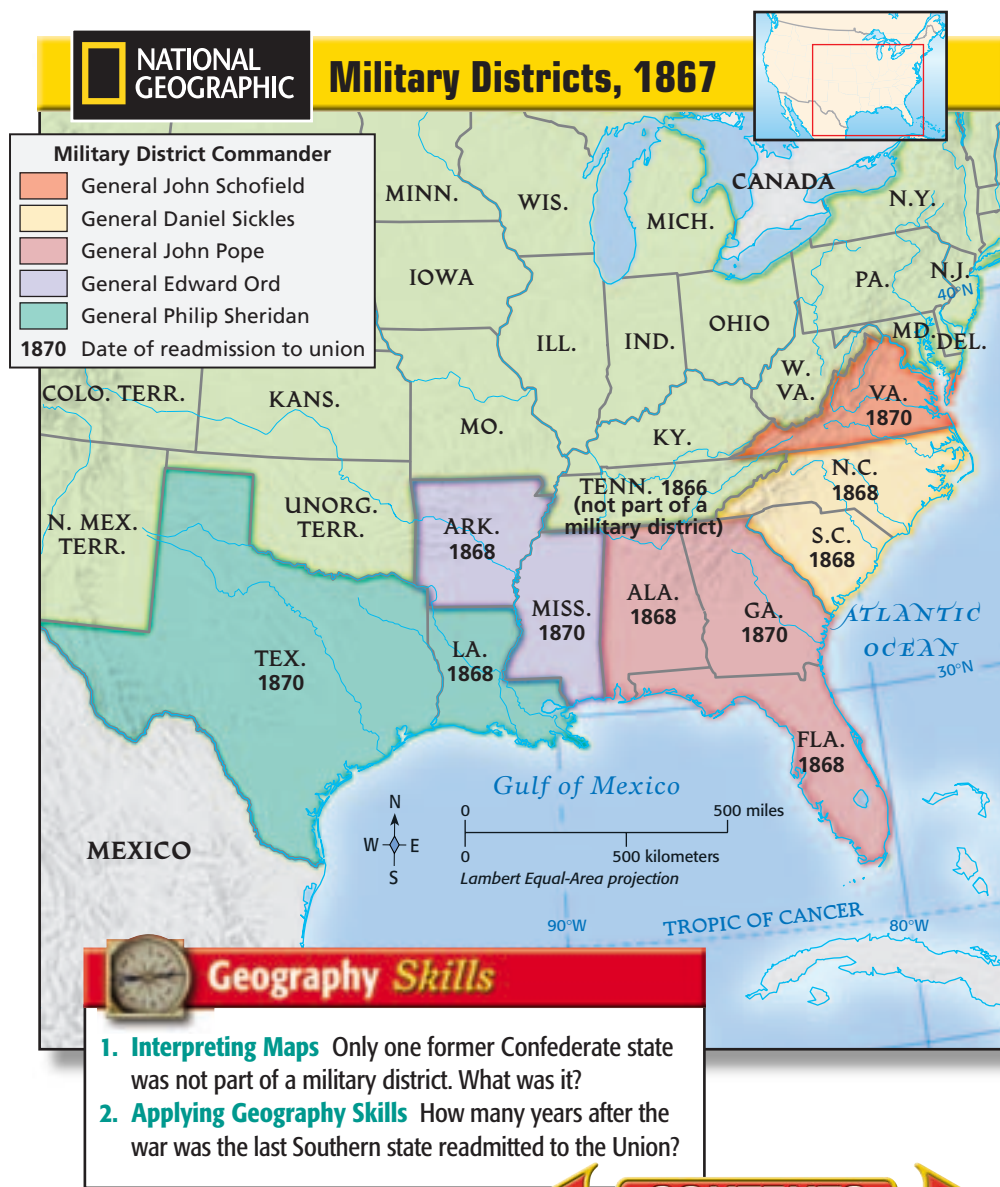 NATIONAL
GEOGRAPHIC
Military Districts, 1867
Military District Commander
General John Schofield
General Daniel Sickles
General John Pope
General Edward Ord
General Philip Sheridan
1870 Date of readmission to union
MINN.
WIS.
MICH.
CANADA
N.Y.
IOWA
PA.
N.J.
40°N
ILL.
IND.
OHIO
MD.
DEL.
W.
VA.
COLO. TERR.
KANS.
MO.
KY.
VA.
1870
N. MEX.
TERR.
UNORG.
TERR.
ARK.
1868
TENN. 1866
(not part of a
military district)
N.C.
1868
S.C.
1868
MISS.
1870
ALA.
1868
GA.
1870
ATLANTIC
OCEAN
30°N
TEX.
1870
LA.
1868
FLA.
1868
Gulf of Mexico
MEXICO
N
W E
S
0 500 miles
0 500 kilometers
Lambert Equal-Area projection
90°W
TROPIC OF CANCER
80°W
Geography Skills
1. Interpreting Maps Only one former Confederate state
was not part of a military district. What was it?
2. Applying Geography Skills How many years after the
war was the last Southern state readmitted to the Union?